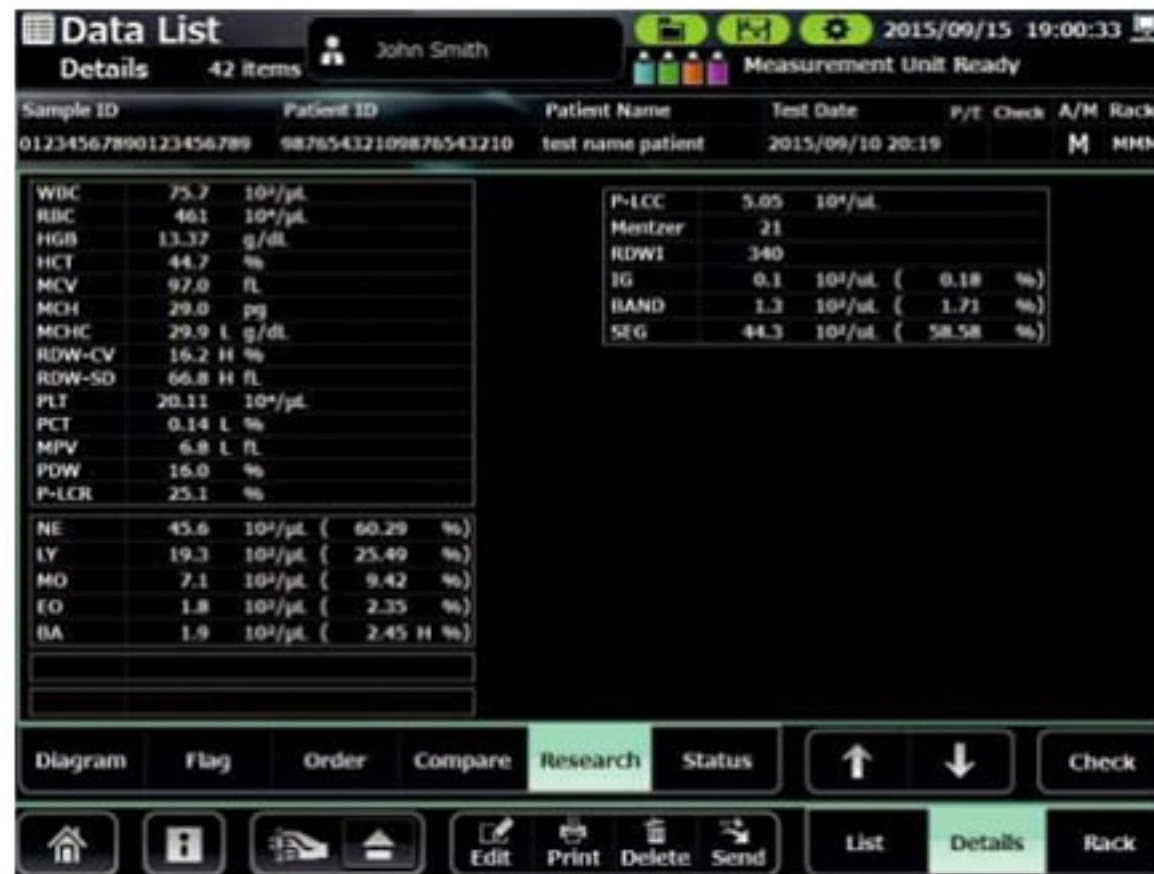 Data List
John Smith
2015/09/15 19:00:33
Details 42 items
Measurement Unit Ready
Sample ID Patient ID Patient Name Test Date P/E Check A/M Rack
01234567890123456789 98765432109876543210 test name patient 2015/09/10 20:19 M MMM
WBC 75.7 10²/µL
RBC 461 10⁴/µL
HGB 13.37 g/dL
HCT 44.7 %
MCV 97.0 fL
MCH 29.0 pg
MCHC 29.9 L g/dL
RDW-CV 16.2 H %
RDW-SD 66.8 H fL
PLT 20.11 10⁴/µL
PCT 0.14 L %
MPV 6.8 L fL
PDW 16.0 %
P-LCR 25.1 %
NE 45.6 10²/µL ( 60.29 %)
LY 19.3 10²/µL ( 25.49 %)
MO 7.1 10²/µL ( 9.42 %)
EO 1.8 10²/µL ( 2.35 %)
BA 1.9 10²/µL ( 2.45 H %)
P-LCC 5.05 10⁴/uL
Mentzer 21
RDWI 340
IG 0.1 10²/uL ( 0.18 %)
BAND 1.3 10²/uL ( 1.71 %)
SEG 44.3 10²/uL ( 58.58 %)
Diagram Flag Order Compare Research Status Check
Edit Print Delete Send List Details Rack